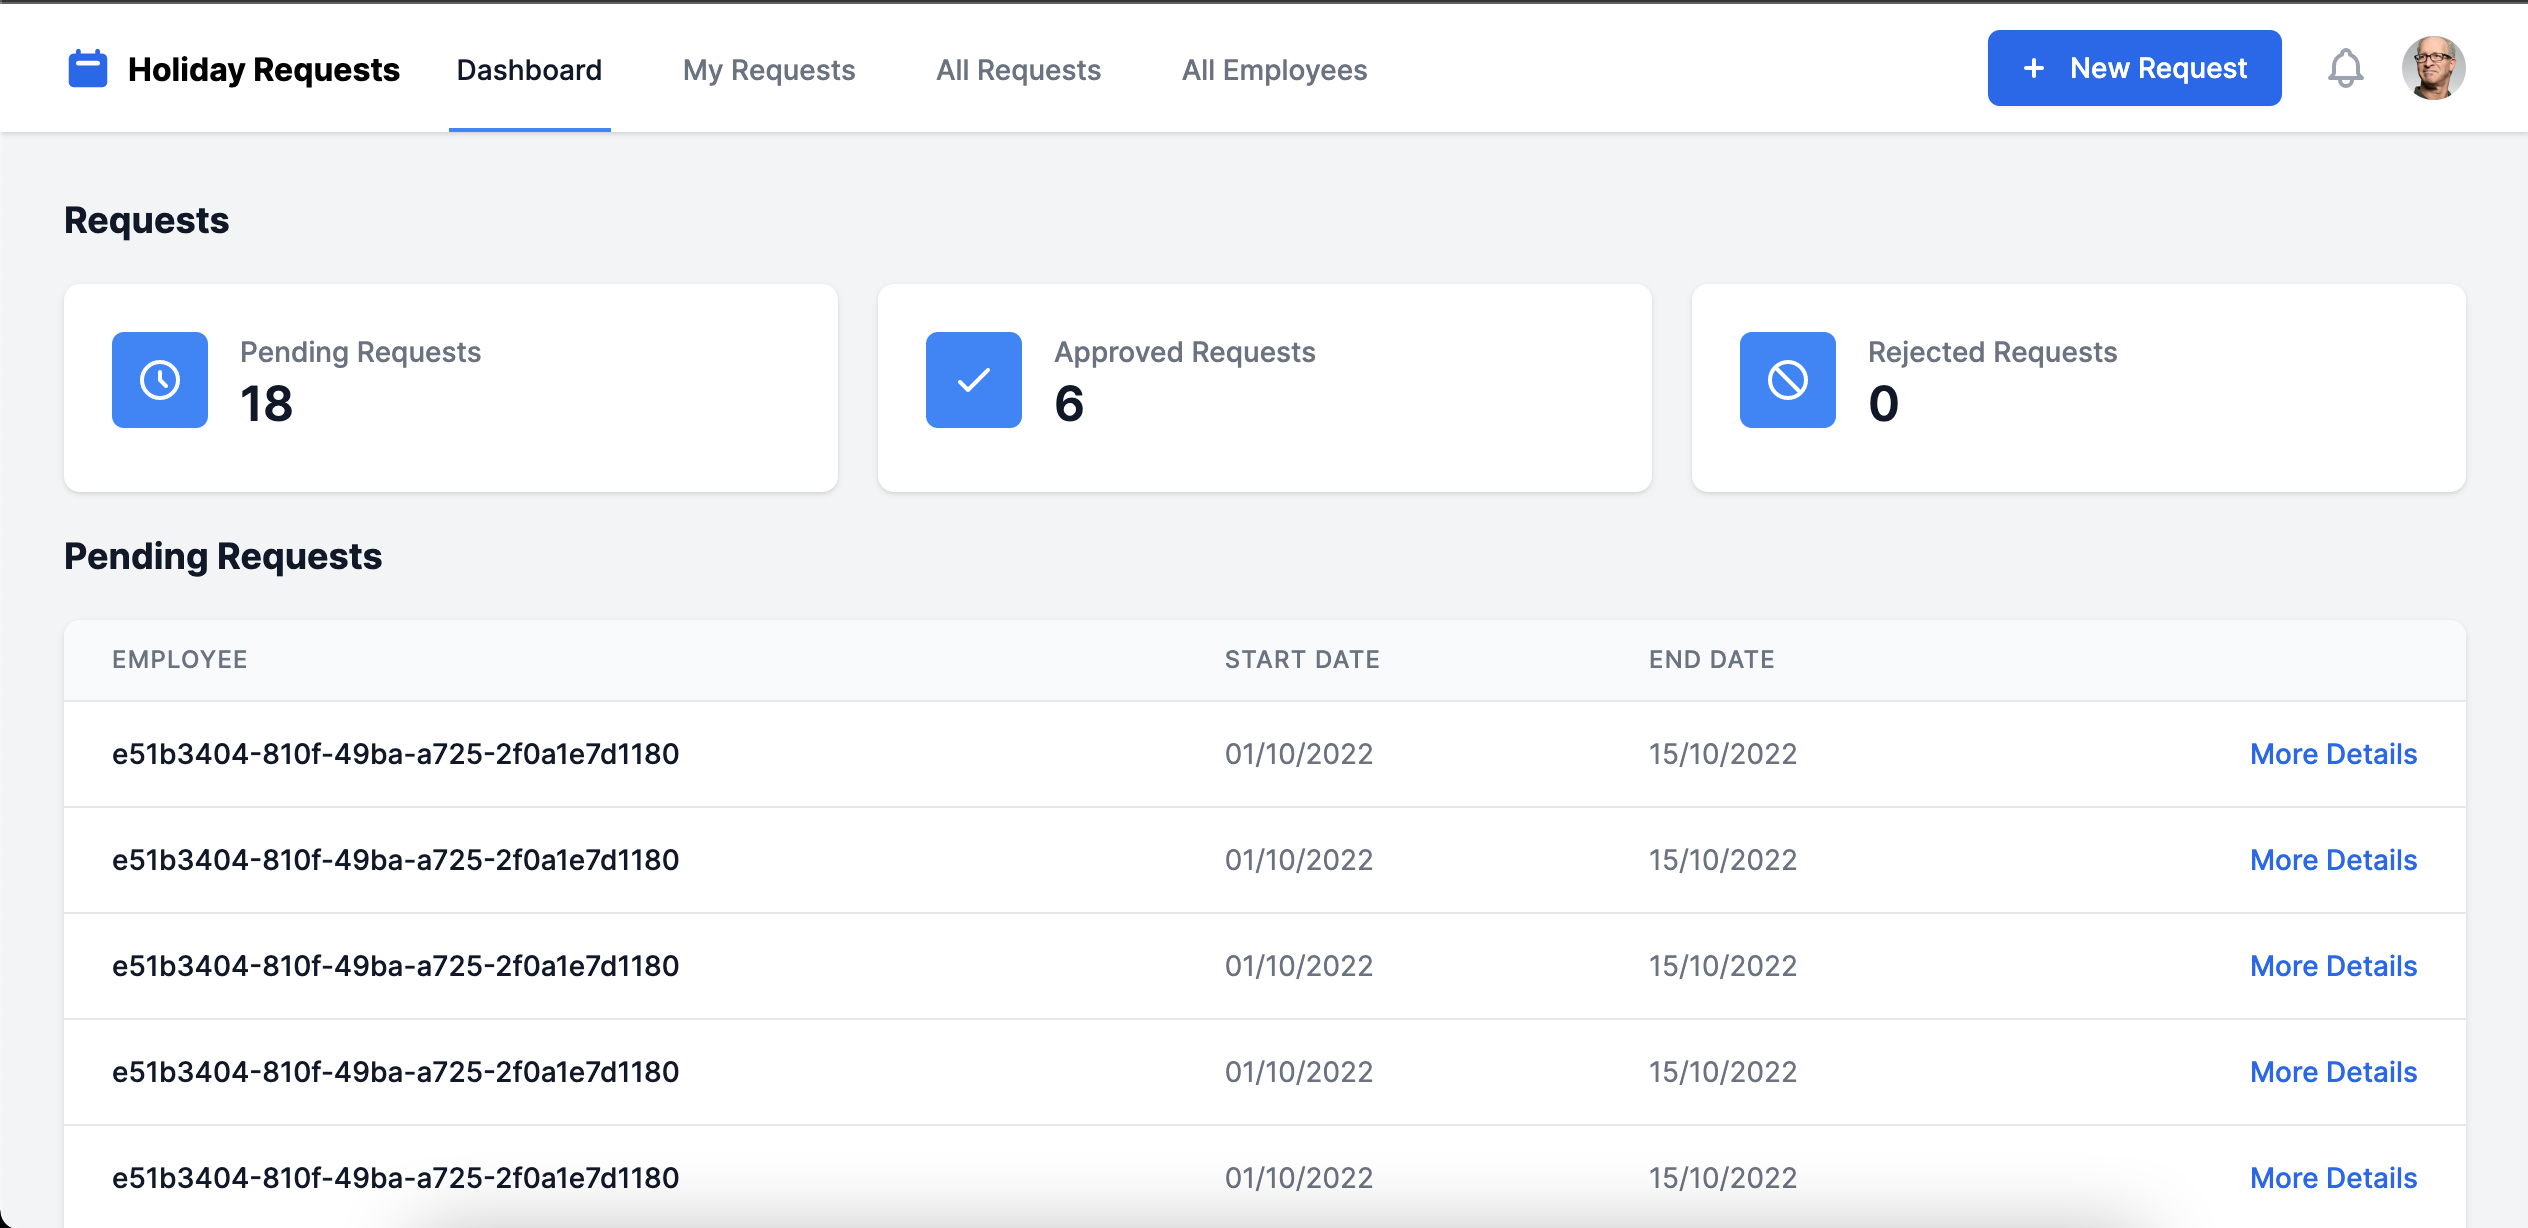 Holiday Requests Dashboard My Requests All Requests All Employees + New Request
Requests
Pending Requests
18
Approved Requests
6
Rejected Requests
0
Pending Requests
EMPLOYEE START DATE END DATE
e51b3404-810f-49ba-a725-2f0a1e7d1180 01/10/2022 15/10/2022 More Details
e51b3404-810f-49ba-a725-2f0a1e7d1180 01/10/2022 15/10/2022 More Details
e51b3404-810f-49ba-a725-2f0a1e7d1180 01/10/2022 15/10/2022 More Details
e51b3404-810f-49ba-a725-2f0a1e7d1180 01/10/2022 15/10/2022 More Details
e51b3404-810f-49ba-a725-2f0a1e7d1180 01/10/2022 15/10/2022 More Details